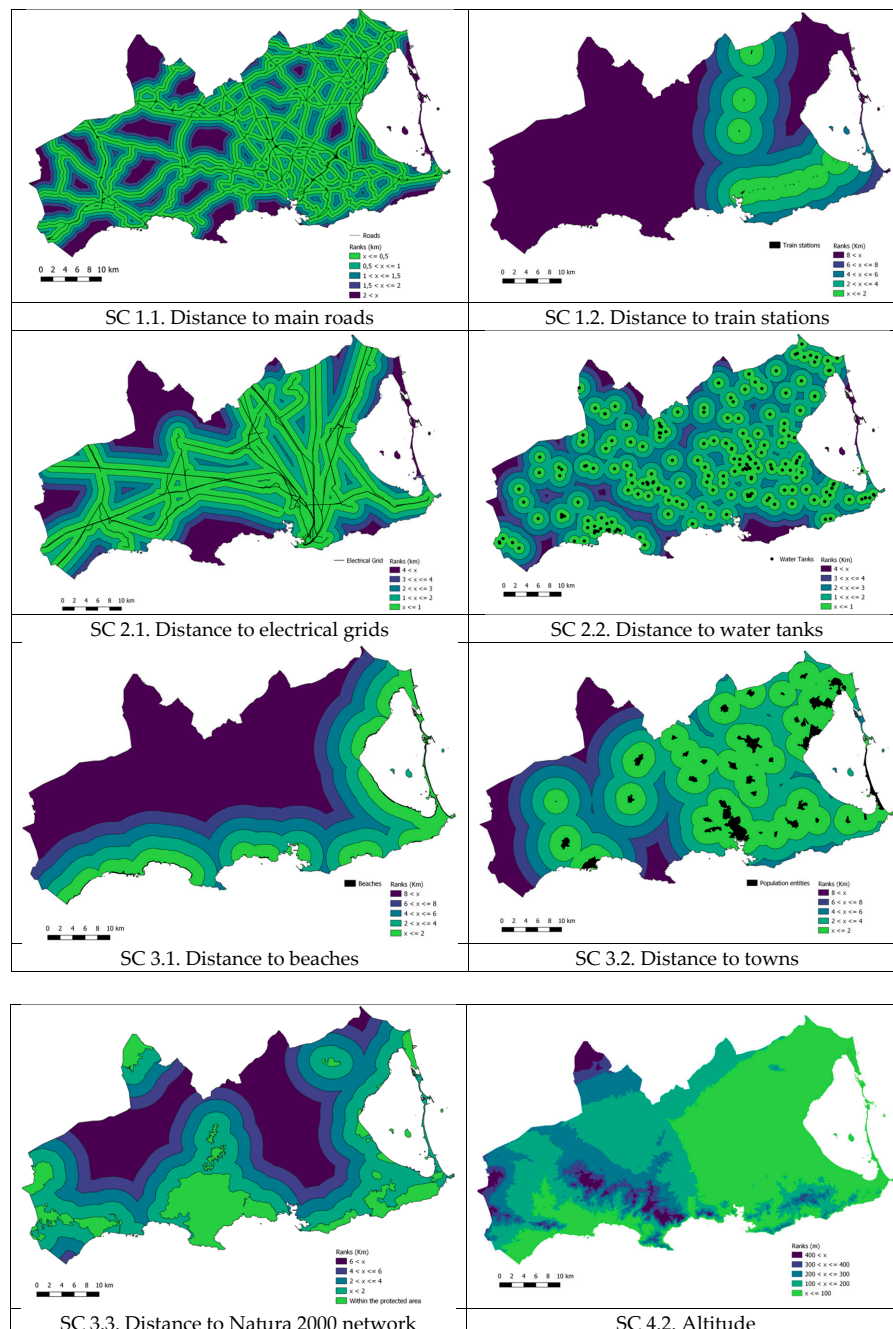 Roads
Ranks (km)
x <= 0,5
0,5 < x <= 1
1 < x <= 1,5
1,5 < x <= 2
2 < x
0 2 4 6 8 10 km
SC 1.1. Distance to main roads
Train stations
Ranks (Km)
8 < x
6 < x <= 8
4 < x <= 6
2 < x <= 4
x <= 2
0 2 4 6 8 10 km
SC 1.2. Distance to train stations
Electrical Grid
Ranks (km)
4 < x
3 < x <= 4
2 < x <= 3
1 < x <= 2
x <= 1
0 2 4 6 8 10 km
SC 2.1. Distance to electrical grids
Water Tanks
Ranks (Km)
4 < x
3 < x <= 4
2 < x <= 3
1 < x <= 2
x <= 1
0 2 4 6 8 10 km
SC 2.2. Distance to water tanks
Beaches
Ranks (Km)
8 < x
6 < x <= 8
4 < x <= 6
2 < x <= 4
x <= 2
0 2 4 6 8 10 km
SC 3.1. Distance to beaches
Population entities
Ranks (Km)
8 < x
6 < x <= 8
4 < x <= 6
2 < x <= 4
x <= 2
0 2 4 6 8 10 km
SC 3.2. Distance to towns
Ranks (Km)
6 < x
4 < x <= 6
2 < x <= 4
x < 2
Within the protected area
0 2 4 6 8 10 km
SC 3.3. Distance to Natura 2000 network
Ranks (m)
400 < x
300 < x <= 400
200 < x <= 300
100 < x <= 200
x <= 100
0 2 4 6 8 10 km
SC 4.2. Altitude